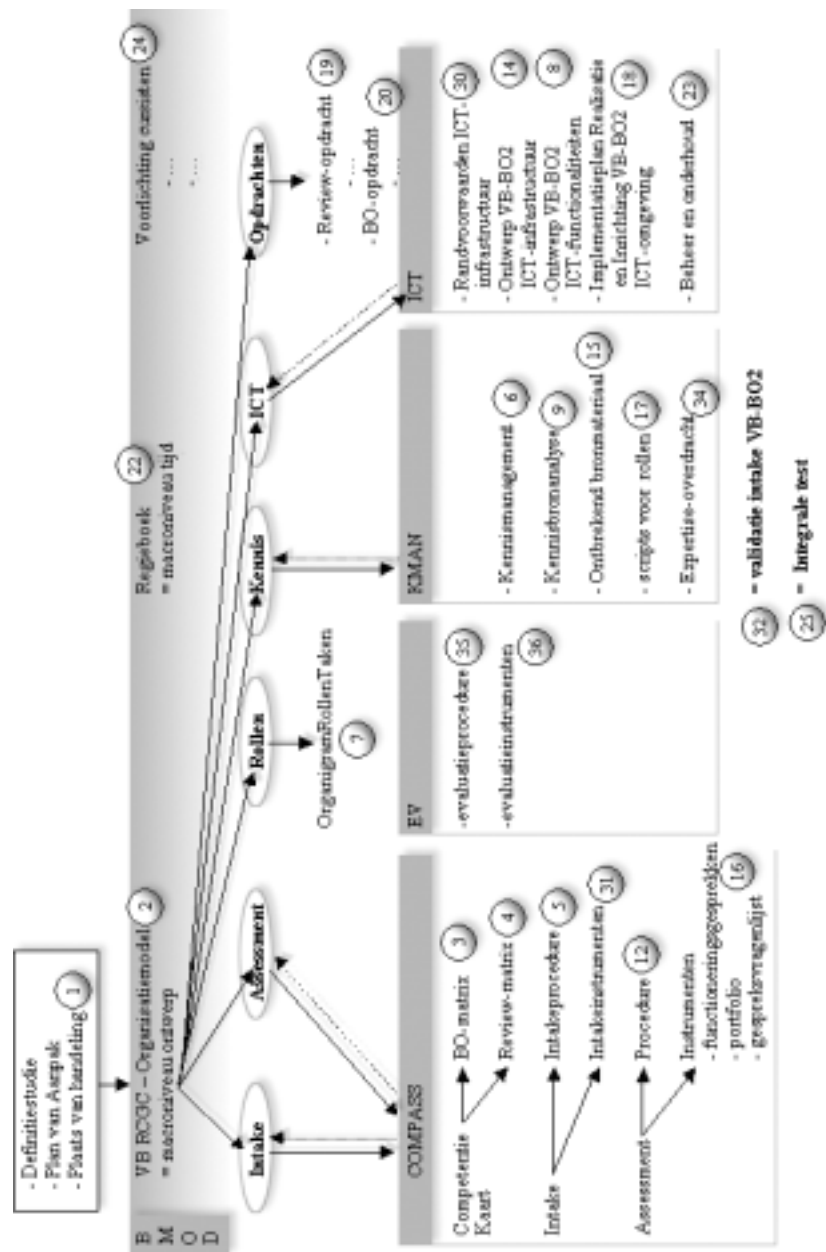 - Definitiestudie
- Plan van Aanpak
- Plaats van handeling 1
B
M
O
D
VB RCGC – Organisatiemodel 2
= macroniveau ontwerp
Regieboek 22
= macroniveau tijd
Voorlichting cursisten 24
- ...
- ...
Intake
Assessment
Rollen
Kennis
ICT
Opdrachten
OrganigramRollenTaken
7
- Review-opdracht 19
- ...
- BO-opdracht 20
- ...
COMPASS
Competentie
Kaart
BO-matrix 3
Review-matrix 4
Intake
Intakeprocedure 5
Intakeinstrumenten 31
Assessment
Procedure 12
Instrumenten
- functioneringsgesprekken
- portfolio 16
- gespreksvragenlijst
EV
- evaluatieprocedure 35
- evaluatieinstrumenten 36
KMAN
- Kennismanagement 6
- Kennisbronanalyse 9
- Ontbrekend bronmateriaal 15
- scripts voor rollen 17
- Expertise-overdracht 34
ICT
- Randvoorwaarden ICT- 30
infrastructuur
- Ontwerp VB-BO2 14
ICT-infrastructuur
- Ontwerp VB-BO2 8
ICT-functionaliteiten
- Implementatieplan Realisatie
en Inrichting VB-BO2 18
ICT-omgeving
- Beheer en onderhoud 23
32 = validatie intake VB-BO2
25 = Integrale test